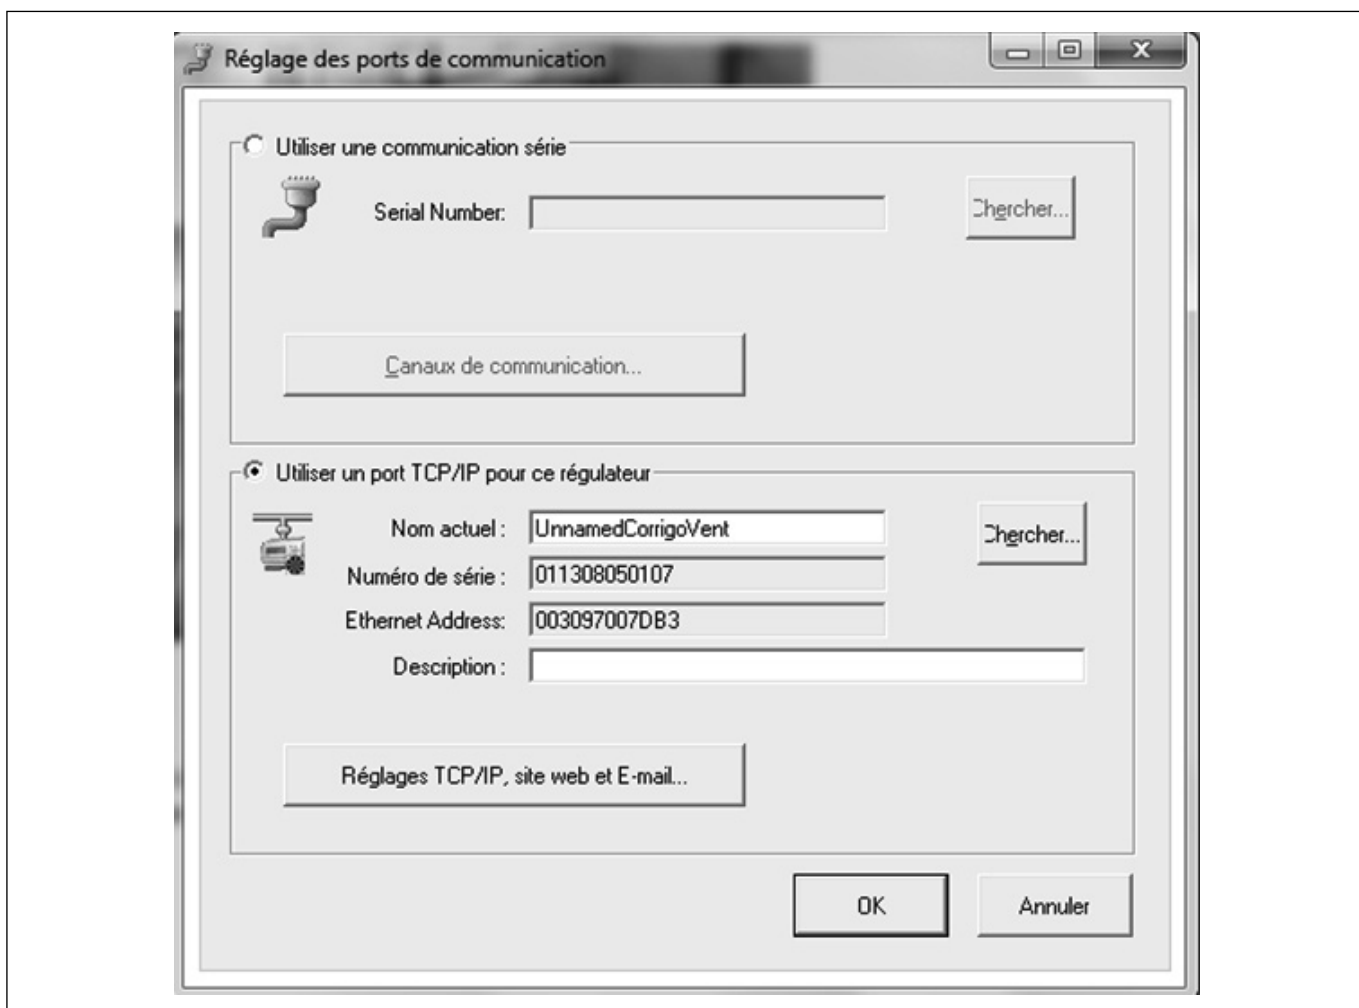 Réglage des ports de communication
Utiliser une communication série
Serial Number:
Chercher...
Canaux de communication...
Utiliser un port TCP/IP pour ce régulateur
Nom actuel : UnnamedCorrigoVent
Chercher...
Numéro de série : 011308050107
Ethernet Address: 003097007DB3
Description :
Réglages TCP/IP, site web et E-mail...
OK
Annuler